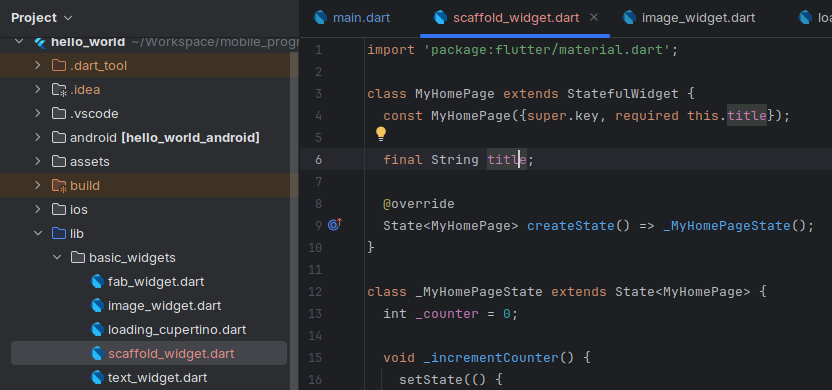 Project
main.dart
scaffold_widget.dart
image_widget.dart
hello_world ~/Workspace/mobile_prog
.dart_tool
.idea
.vscode
android [hello_world_android]
assets
build
ios
lib
basic_widgets
fab_widget.dart
image_widget.dart
loading_cupertino.dart
scaffold_widget.dart
text_widget.dart
1 import 'package:flutter/material.dart';
2
3 class MyHomePage extends StatefulWidget {
4 const MyHomePage({super.key, required this.title});
5
6 final String title;
7
8 @override
9 State<MyHomePage> createState() => _MyHomePageState();
10 }
11
12 class _MyHomePageState extends State<MyHomePage> {
13 int _counter = 0;
14
15 void _incrementCounter() {
16 setState(() {